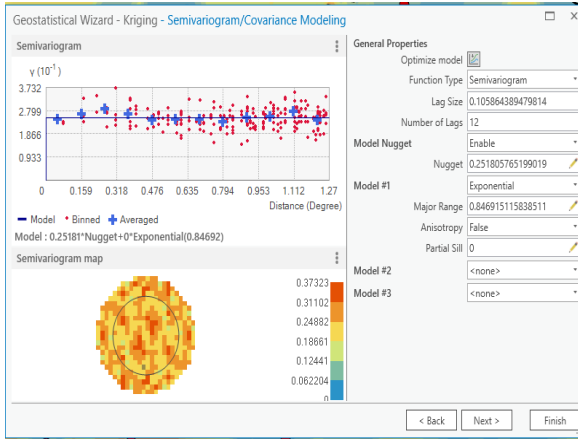 Geostatistical Wizard - Kriging - Semivariogram/Covariance Modeling
Semivariogram
γ (10⁻¹)
3.732
2.799
1.866
0.933
0 0.159 0.318 0.476 0.635 0.794 0.953 1.112 1.27
Distance (Degree)
Model Binned Averaged
Model : 0.25181*Nugget+0*Exponential(0.84692)
Semivariogram map
0.37323
0.31102
0.24882
0.18661
0.12441
0.062204
0
General Properties
Optimize model
Function Type Semivariogram
Lag Size 0.105864389479814
Number of Lags 12
Model Nugget Enable
Nugget 0.251805765199019
Model #1 Exponential
Major Range 0.846915115838511
Anisotropy False
Partial Sill 0
Model #2 <none>
Model #3 <none>
< Back Next > Finish